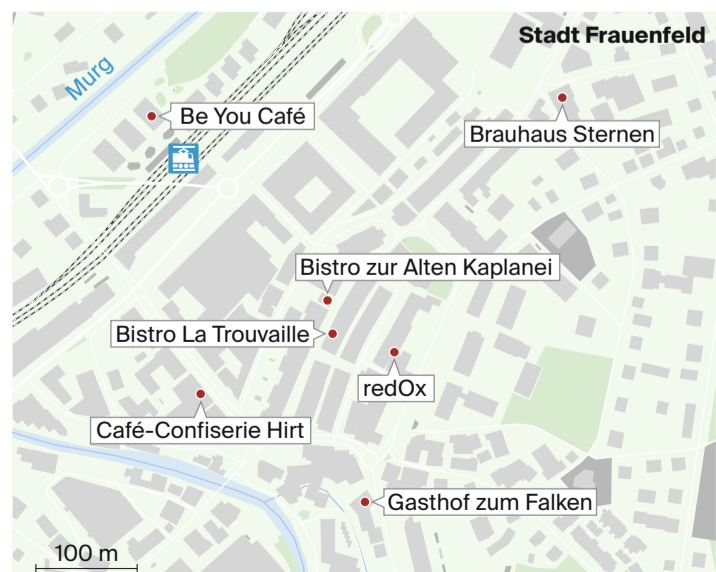 Stadt Frauenfeld
Murg
Be You Café
Brauhaus Sternen
Bistro zur Alten Kaplanei
Bistro La Trouvaille
redOx
Café-Confiserie Hirt
Gasthof zum Falken
100 m